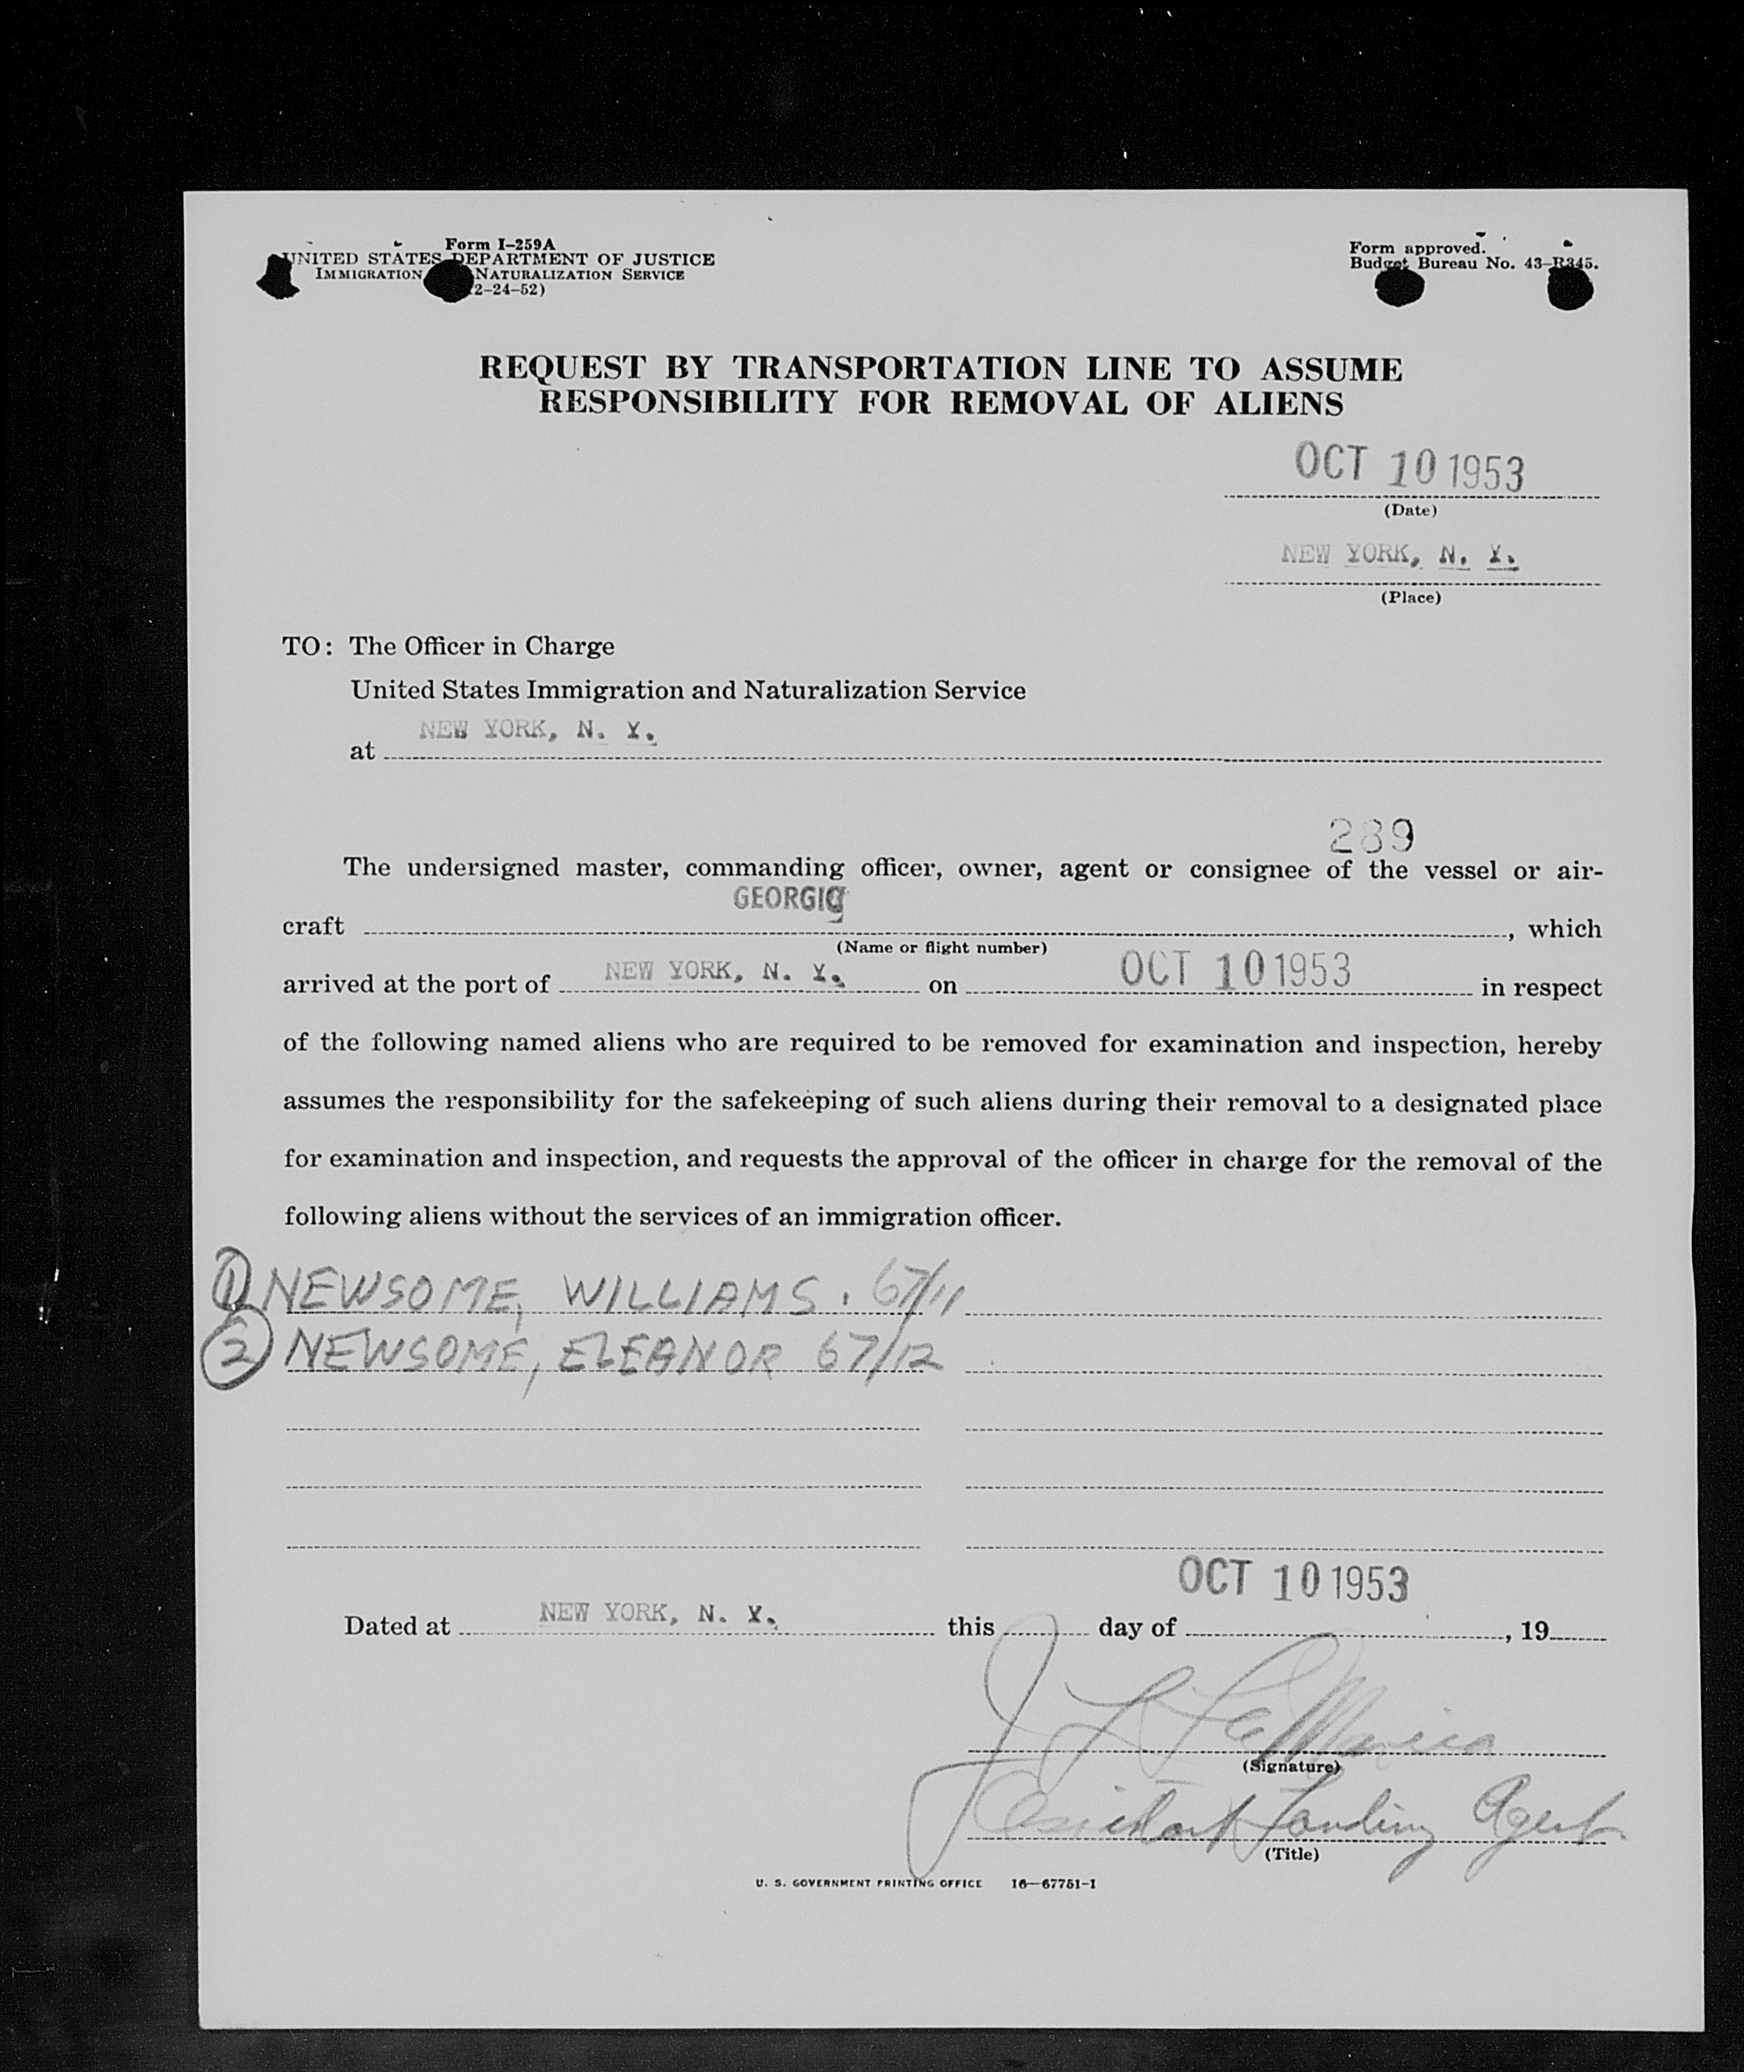 Form I-259A
UNITED STATES DEPARTMENT OF JUSTICE
IMMIGRATION NATURALIZATION SERVICE
2-24-52)
Form approved.
Budget Bureau No. 43-R345.
REQUEST BY TRANSPORTATION LINE TO ASSUME
RESPONSIBILITY FOR REMOVAL OF ALIENS
OCT 10 1953
(Date)
NEW YORK, N. Y.
(Place)
TO: The Officer in Charge
United States Immigration and Naturalization Service
at NEW YORK, N. Y.
289
The undersigned master, commanding officer, owner, agent or consignee of the vessel or air-
craft GEORGIC, which
(Name or flight number)
arrived at the port of NEW YORK, N. Y. on OCT 10 1953 in respect
of the following named aliens who are required to be removed for examination and inspection, hereby
assumes the responsibility for the safekeeping of such aliens during their removal to a designated place
for examination and inspection, and requests the approval of the officer in charge for the removal of the
following aliens without the services of an immigration officer.
1 NEWSOME, WILLIAMS. 67/11
2 NEWSOME, ELEANOR 67/12
OCT 10 1953
Dated at NEW YORK, N. Y. this day of , 19
J L
(Signature)
Assistant Landing Agent
(Title)
U. S. GOVERNMENT PRINTING OFFICE 16—67751-1